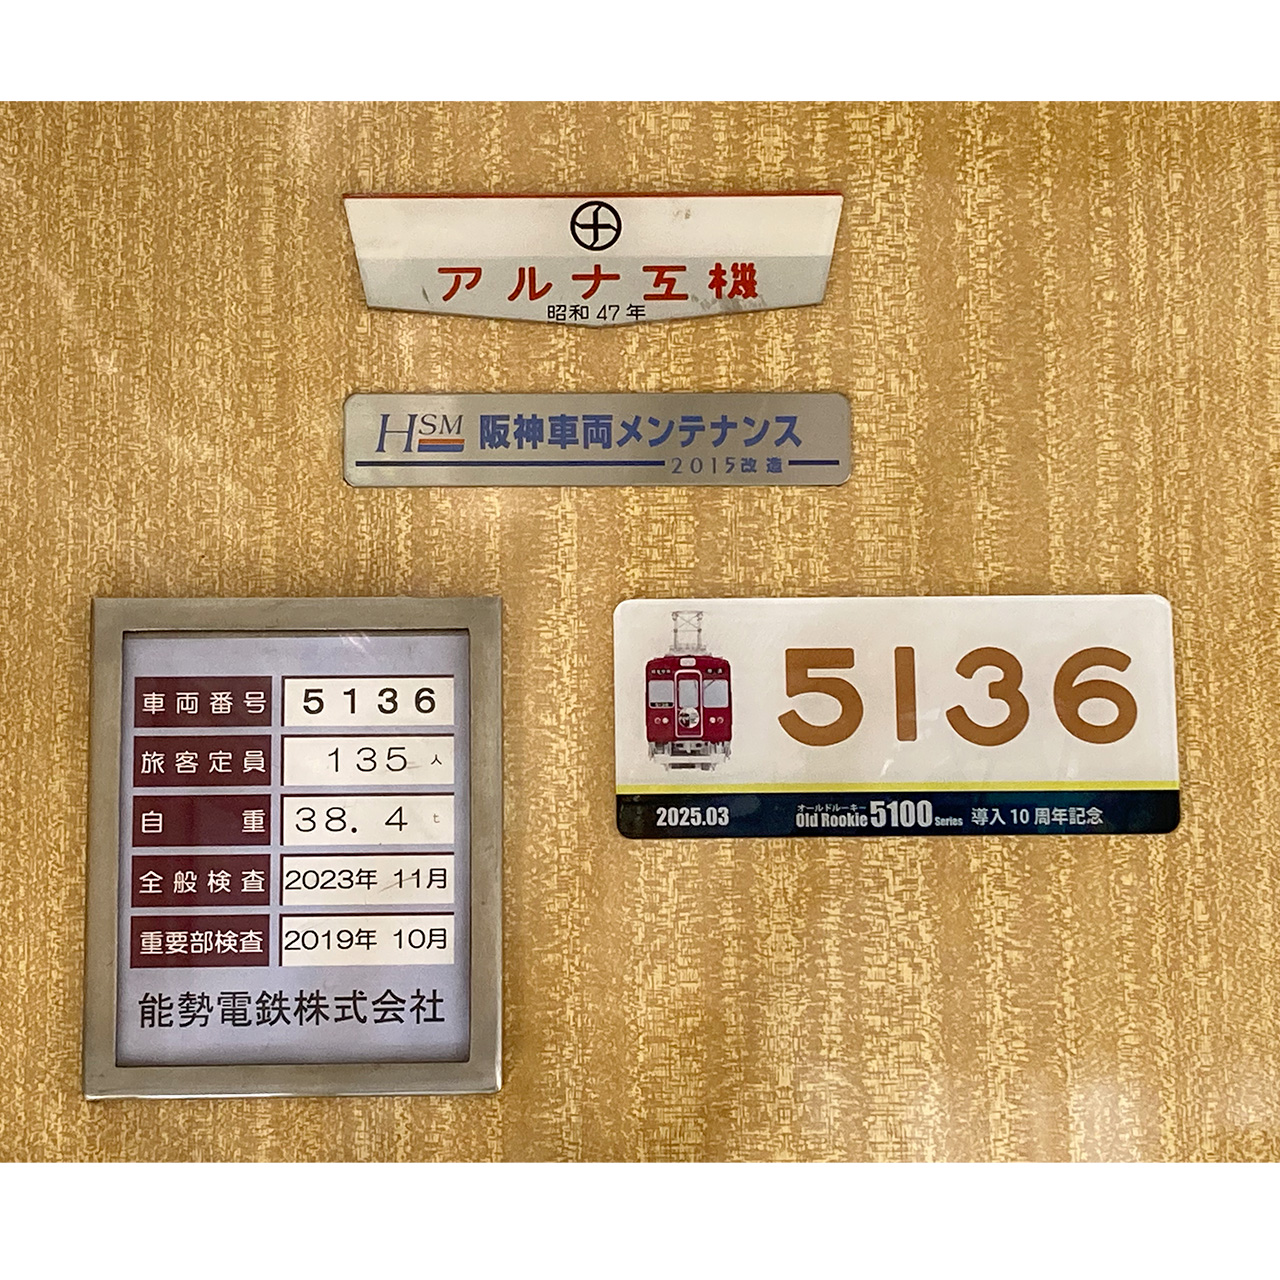 アルナ工機
昭和47年
HSM 阪神車両メンテナンス
2015改造
車両番号 5136
旅客定員 135人
自重 38.4t
全般検査 2023年 11月
重要部検査 2019年 10月
能勢電鉄株式会社
5136
オールドルーキー
2025.03 Old Rookie 5100 Series 導入10周年記念